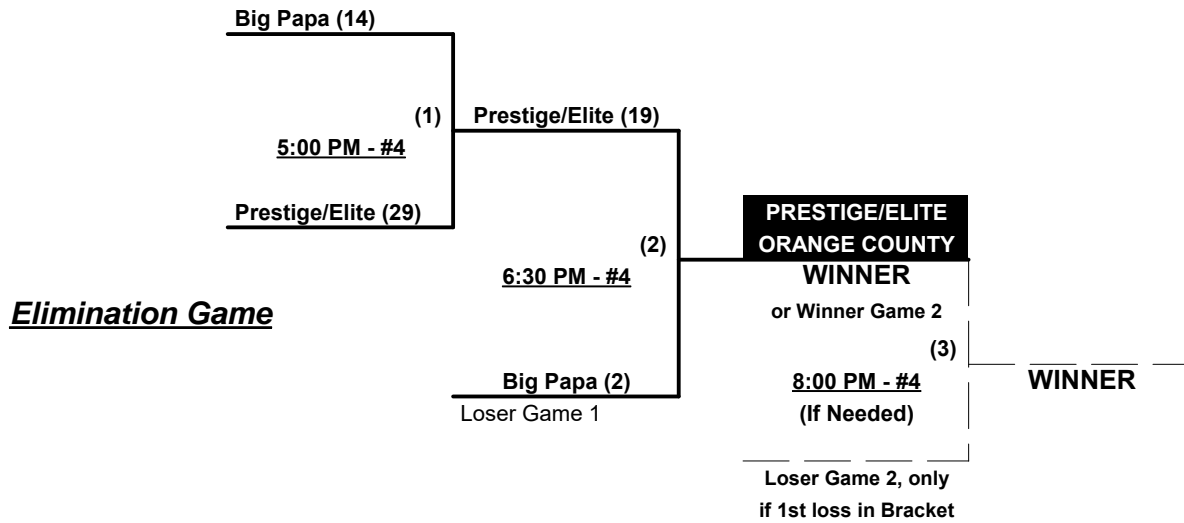 Big Papa (14)
(1)
Prestige/Elite (19)
5:00 PM - #4
Prestige/Elite (29)
PRESTIGE/ELITE
ORANGE COUNTY
(2)
6:30 PM - #4
WINNER
Elimination Game
or Winner Game 2
(3)
Big Papa (2)
8:00 PM - #4
WINNER
Loser Game 1
(If Needed)
Loser Game 2, only
if 1st loss in Bracket